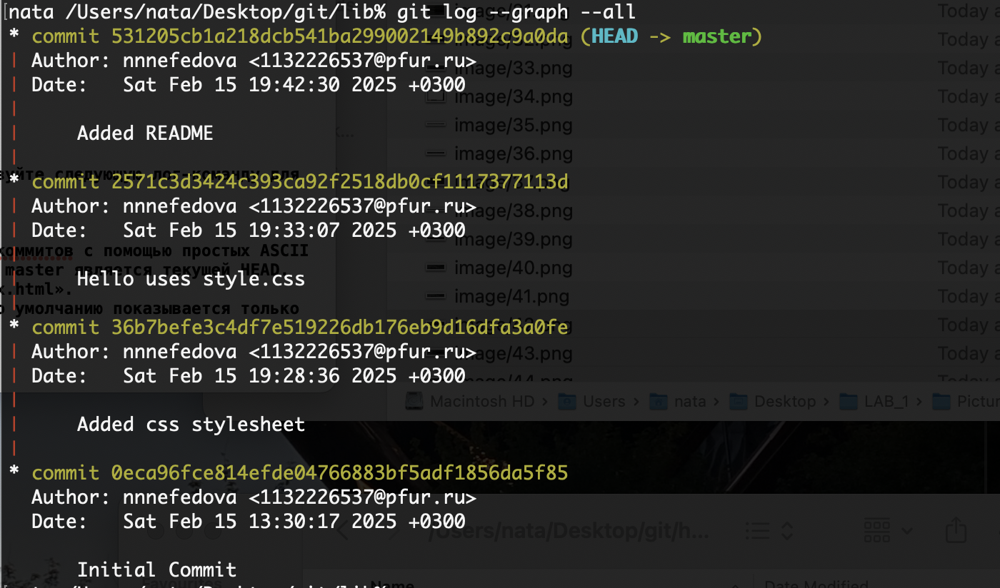 nata /Users/nata/Desktop/git/lib% git log --graph --all
* commit 531205cb1a218dcb541ba299002149b892c9a0da (HEAD -> master)
| Author: nnnefedova <1132226537@pfur.ru>
| Date:   Sat Feb 15 19:42:30 2025 +0300
|
|     Added README
|
* commit 2571c3d3424c393ca92f2518db0cf1117377113d
| Author: nnnefedova <1132226537@pfur.ru>
| Date:   Sat Feb 15 19:33:07 2025 +0300
|
|     Hello uses style.css
|
* commit 36b7befe3c4df7e519226db176eb9d16dfa3a0fe
| Author: nnnefedova <1132226537@pfur.ru>
| Date:   Sat Feb 15 19:28:36 2025 +0300
|
|     Added css stylesheet
|
* commit 0eca96fce814efde04766883bf5adf1856da5f85
  Author: nnnefedova <1132226537@pfur.ru>
  Date:   Sat Feb 15 13:30:17 2025 +0300
      Initial Commit
следующую лог-команду для
коммитов с помощью простых ASCII
master является текущей HEAD.
умолчанию показывается только
image/33.png
image/34.png
image/35.png
image/36.png
image/38.png
image/39.png
image/40.png
image/41.png
image/43.png
Today
Today
Today
Today
Today
Today
Today
Today
Today
Today
Today
Today
Today
Macintosh HD › Users › nata › Desktop › LAB_1 ›
/Users/nata/Desktop/git/h...
Favourites
Name
Date Modified